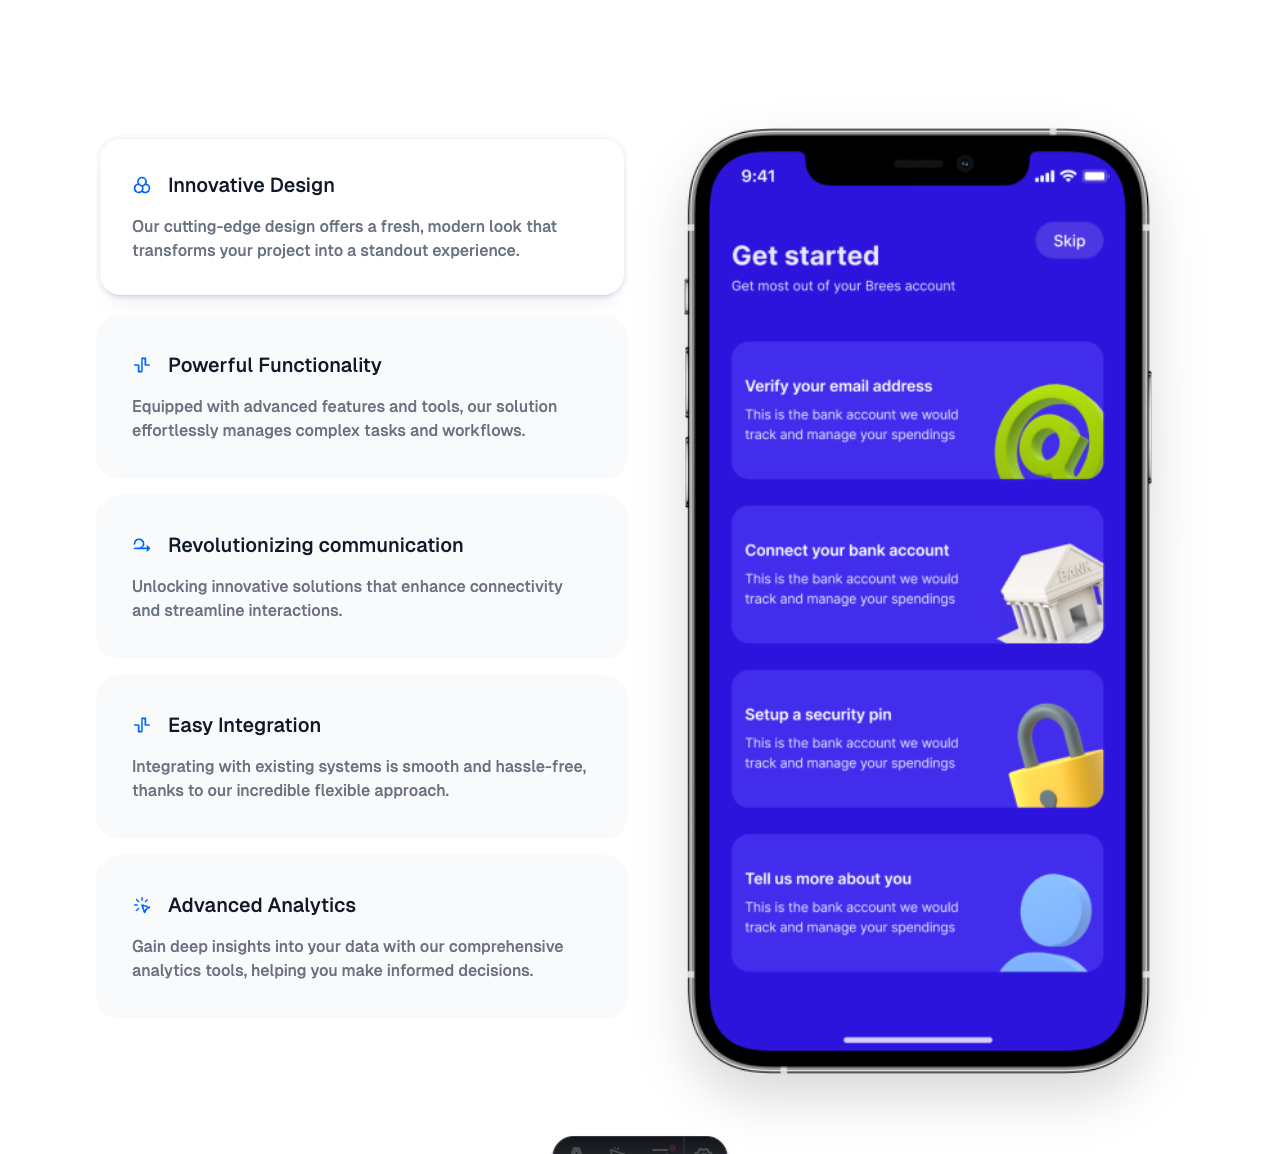 Innovative Design
Our cutting-edge design offers a fresh, modern look that
transforms your project into a standout experience.
Powerful Functionality
Equipped with advanced features and tools, our solution
effortlessly manages complex tasks and workflows.
Revolutionizing communication
Unlocking innovative solutions that enhance connectivity
and streamline interactions.
Easy Integration
Integrating with existing systems is smooth and hassle-free,
thanks to our incredible flexible approach.
Advanced Analytics
Gain deep insights into your data with our comprehensive
analytics tools, helping you make informed decisions.
9:41
Skip
Get started
Get most out of your Brees account
Verify your email address
This is the bank account we would
track and manage your spendings
Connect your bank account
This is the bank account we would
track and manage your spendings
BANK
Setup a security pin
This is the bank account we would
track and manage your spendings
Tell us more about you
This is the bank account we would
track and manage your spendings